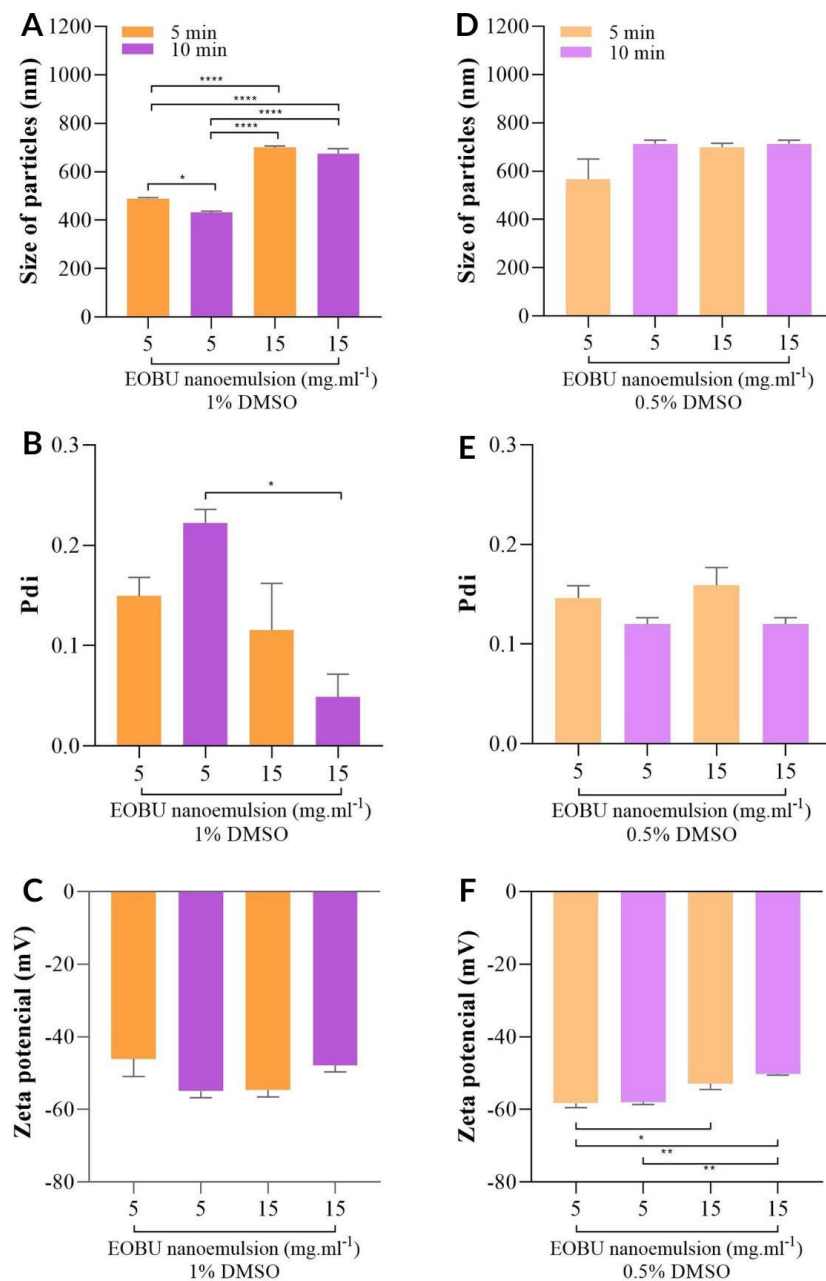 A
5 min
10 min
Size of particles (nm)
1200
1000
800
600
400
200
0
****
****
****
****
*
5 5 15 15
EOBU nanoemulsion (mg.ml⁻¹)
1% DMSO
D
5 min
10 min
Size of particles (nm)
1200
1000
800
600
400
200
0
5 5 15 15
EOBU nanoemulsion (mg.ml⁻¹)
0.5% DMSO
B
Pdi
0.3
0.2
0.1
0.0
*
5 5 15 15
EOBU nanoemulsion (mg.ml⁻¹)
1% DMSO
E
Pdi
0.3
0.2
0.1
0.0
5 5 15 15
EOBU nanoemulsion (mg.ml⁻¹)
0.5% DMSO
C
Zeta potencial (mV)
0
-20
-40
-60
-80
5 5 15 15
EOBU nanoemulsion (mg.ml⁻¹)
1% DMSO
F
Zeta potencial (mV)
0
-20
-40
-60
-80
*
**
**
5 5 15 15
EOBU nanoemulsion (mg.ml⁻¹)
0.5% DMSO